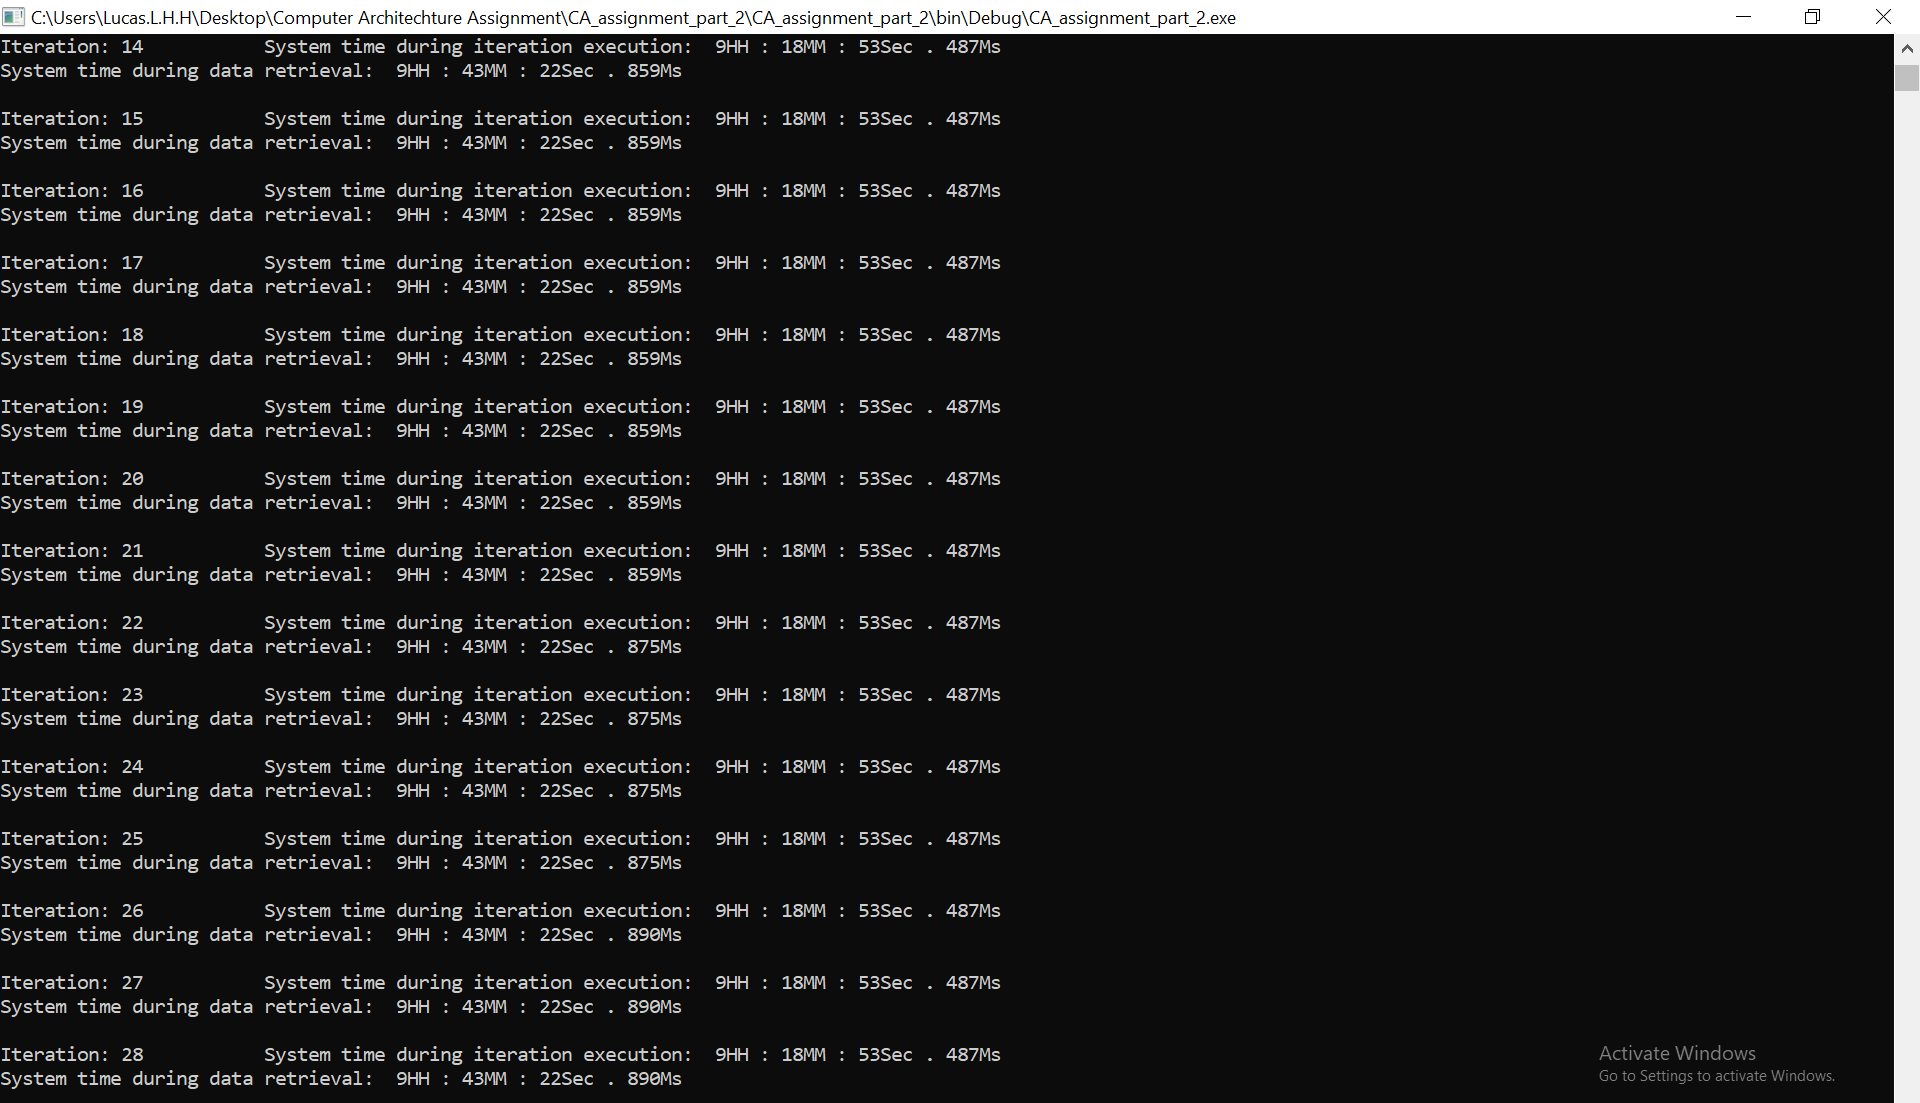 C:\Users\Lucas.L.H.H\Desktop\Computer Architechture Assignment\CA_assignment_part_2\CA_assignment_part_2\bin\Debug\CA_assignment_part_2.exe
Iteration: 14 System time during iteration execution: 9HH : 18MM : 53Sec . 487Ms
System time during data retrieval: 9HH : 43MM : 22Sec . 859Ms
Iteration: 15 System time during iteration execution: 9HH : 18MM : 53Sec . 487Ms
System time during data retrieval: 9HH : 43MM : 22Sec . 859Ms
Iteration: 16 System time during iteration execution: 9HH : 18MM : 53Sec . 487Ms
System time during data retrieval: 9HH : 43MM : 22Sec . 859Ms
Iteration: 17 System time during iteration execution: 9HH : 18MM : 53Sec . 487Ms
System time during data retrieval: 9HH : 43MM : 22Sec . 859Ms
Iteration: 18 System time during iteration execution: 9HH : 18MM : 53Sec . 487Ms
System time during data retrieval: 9HH : 43MM : 22Sec . 859Ms
Iteration: 19 System time during iteration execution: 9HH : 18MM : 53Sec . 487Ms
System time during data retrieval: 9HH : 43MM : 22Sec . 859Ms
Iteration: 20 System time during iteration execution: 9HH : 18MM : 53Sec . 487Ms
System time during data retrieval: 9HH : 43MM : 22Sec . 859Ms
Iteration: 21 System time during iteration execution: 9HH : 18MM : 53Sec . 487Ms
System time during data retrieval: 9HH : 43MM : 22Sec . 859Ms
Iteration: 22 System time during iteration execution: 9HH : 18MM : 53Sec . 487Ms
System time during data retrieval: 9HH : 43MM : 22Sec . 875Ms
Iteration: 23 System time during iteration execution: 9HH : 18MM : 53Sec . 487Ms
System time during data retrieval: 9HH : 43MM : 22Sec . 875Ms
Iteration: 24 System time during iteration execution: 9HH : 18MM : 53Sec . 487Ms
System time during data retrieval: 9HH : 43MM : 22Sec . 875Ms
Iteration: 25 System time during iteration execution: 9HH : 18MM : 53Sec . 487Ms
System time during data retrieval: 9HH : 43MM : 22Sec . 875Ms
Iteration: 26 System time during iteration execution: 9HH : 18MM : 53Sec . 487Ms
System time during data retrieval: 9HH : 43MM : 22Sec . 890Ms
Iteration: 27 System time during iteration execution: 9HH : 18MM : 53Sec . 487Ms
System time during data retrieval: 9HH : 43MM : 22Sec . 890Ms
Iteration: 28 System time during iteration execution: 9HH : 18MM : 53Sec . 487Ms
System time during data retrieval: 9HH : 43MM : 22Sec . 890Ms
Activate Windows
Go to Settings to activate Windows.